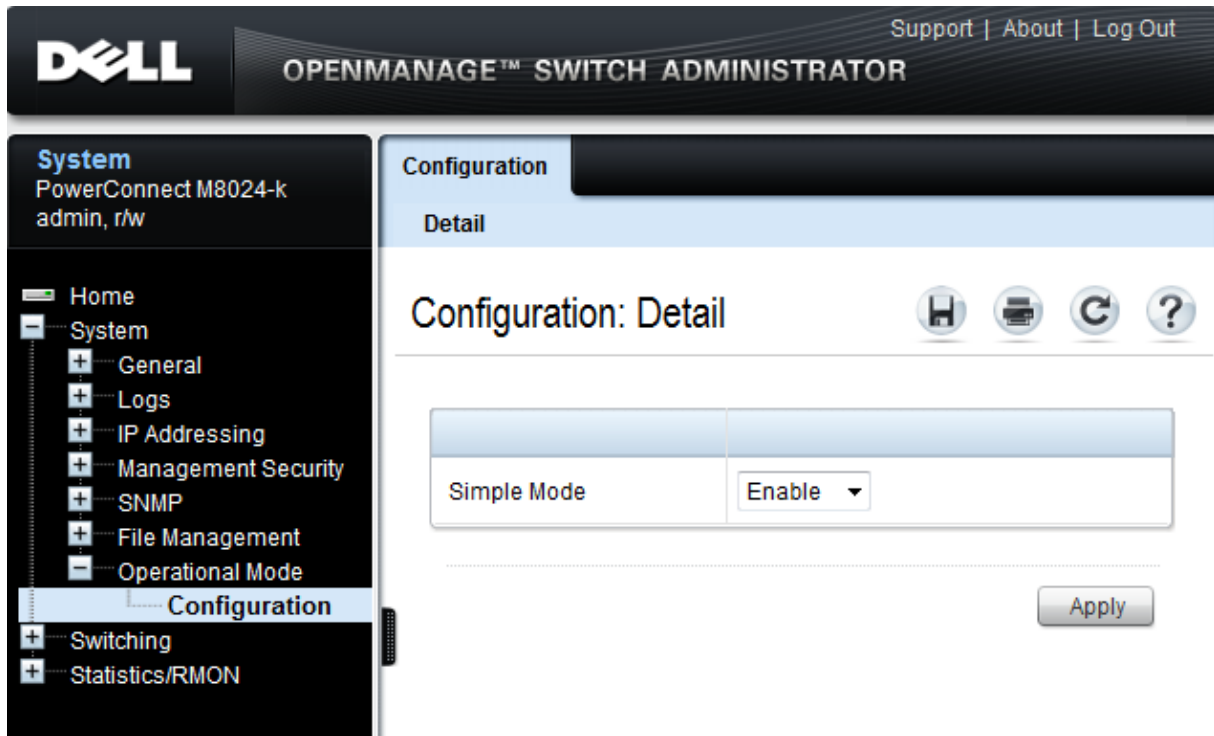 Support | About | Log Out
DELL
OPENMANAGE™ SWITCH ADMINISTRATOR
System
PowerConnect M8024-k
admin, r/w
Home
System
General
Logs
IP Addressing
Management Security
SNMP
File Management
Operational Mode
Configuration
Switching
Statistics/RMON
Configuration
Detail
Configuration: Detail
Simple Mode Enable
Apply